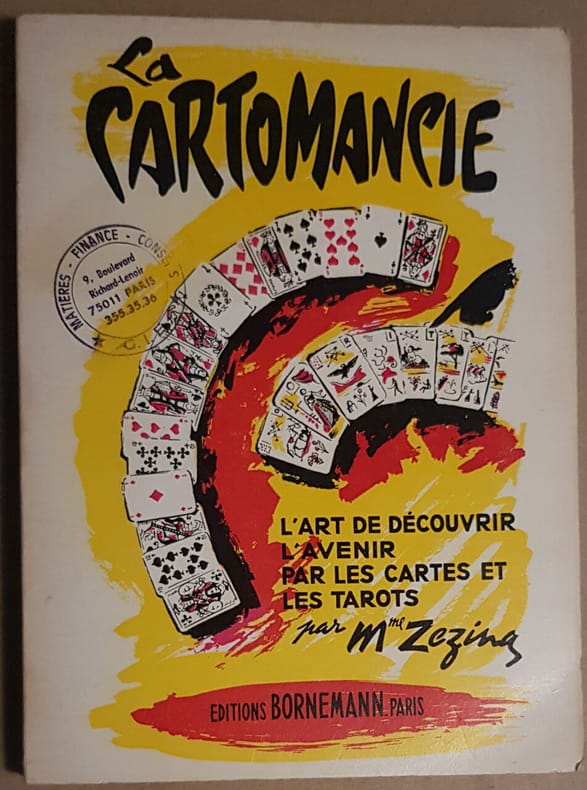 La
CARTOMANCIE
MATIERES - FINANCE - CONSE
9, Boulevard
Richard-Lenoir
75011 PARIS
355.35.36
L'ART DE DÉCOUVRIR
L'AVENIR
PAR LES CARTES ET
LES TAROTS
par Mme Zezina
EDITIONS BORNEMANN PARIS